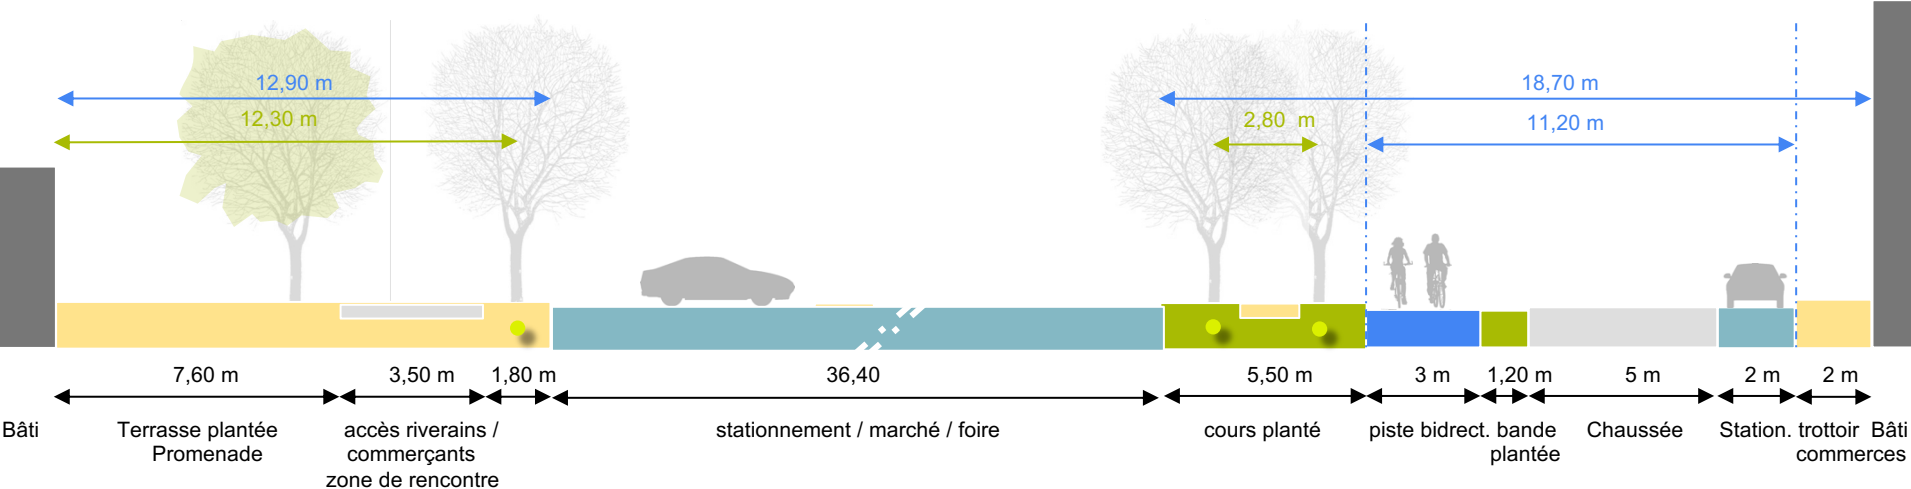 12,90 m
18,70 m
12,30 m
2,80 m
11,20 m
7,60 m
3,50 m
1,80 m
36,40
5,50 m
3 m
1,20 m
5 m
2 m
2 m
Bâti
Terrasse plantée
Promenade
accès riverains /
commerçants
zone de rencontre
stationnement / marché / foire
cours planté
piste bidirect.
bande
plantée
Chaussée
Station.
trottoir
commerces
Bâti